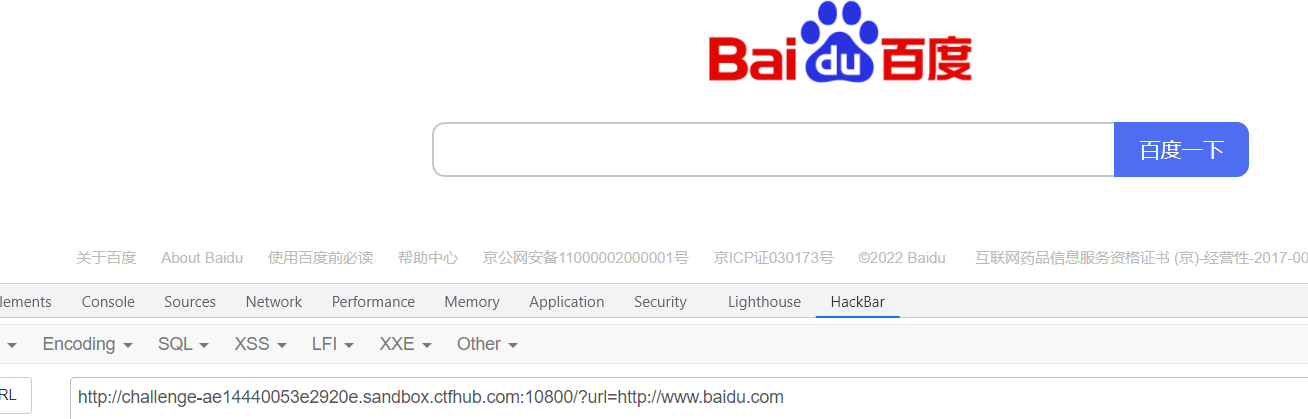 Bai du 百度
百度一下
关于百度 About Baidu 使用百度前必读 帮助中心 京公网安备11000002000001号 京ICP证030173号 ©2022 Baidu 互联网药品信息服务资格证书 (京)-经营性-2017-00
lements Console Sources Network Performance Memory Application Security Lighthouse HackBar
Encoding SQL XSS LFI XXE Other
RL http://challenge-ae14440053e2920e.sandbox.ctfhub.com:10800/?url=http://www.baidu.com